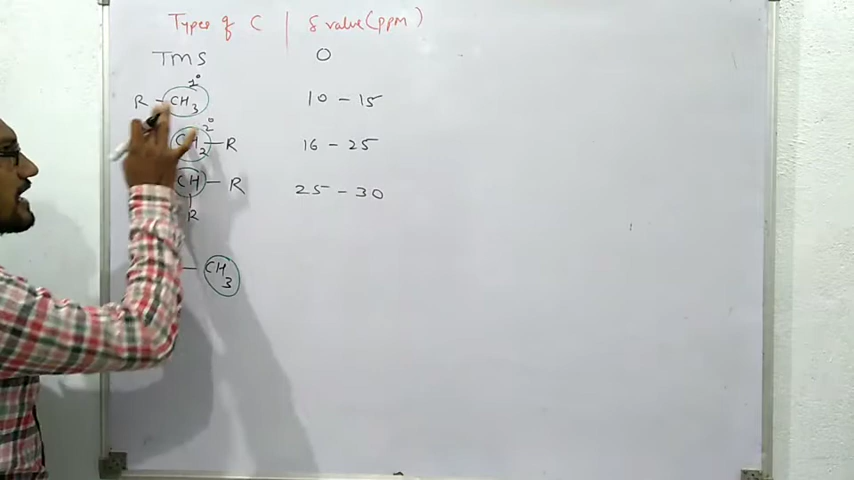 Types of C | δ value (ppm)
TMS 0
1°
R - CH3 10 - 15
2°
CH2 - R 16 - 25
CH - R 25 - 30
R
- CH3